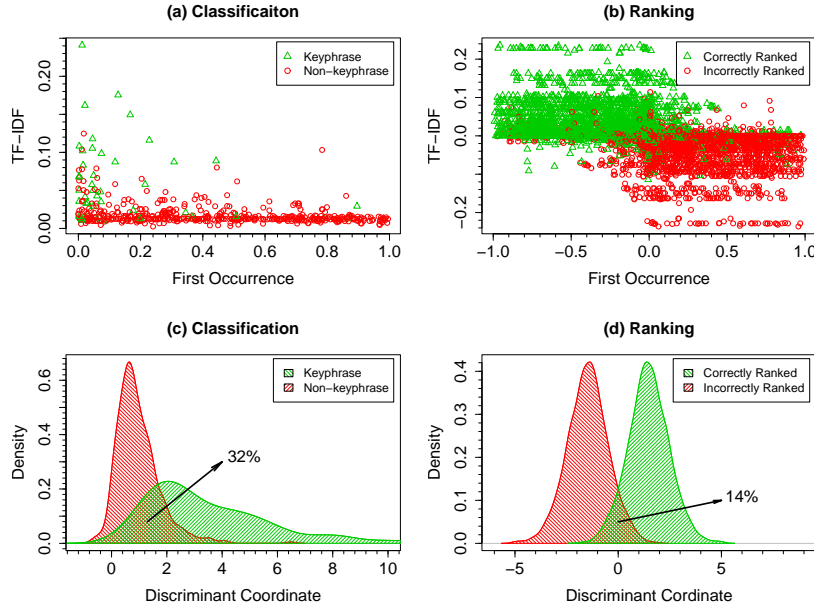 (a) Classificaiton
TF−IDF
0.00 0.10 0.20
Keyphrase
Non−keyphrase
0.0 0.2 0.4 0.6 0.8 1.0
First Occurrence
(b) Ranking
TF−IDF
−0.2 0.0 0.1 0.2
Correctly Ranked
Incorrectly Ranked
−1.0 −0.5 0.0 0.5 1.0
First Occurrence
(c) Classification
Density
0.0 0.2 0.4 0.6
Keyphrase
Non−keyphrase
32%
0 2 4 6 8 10
Discriminant Coordinate
(d) Ranking
Density
0.0 0.1 0.2 0.3 0.4
Correctly Ranked
Incorrectly Ranked
14%
−5 0 5
Discriminant Cordinate